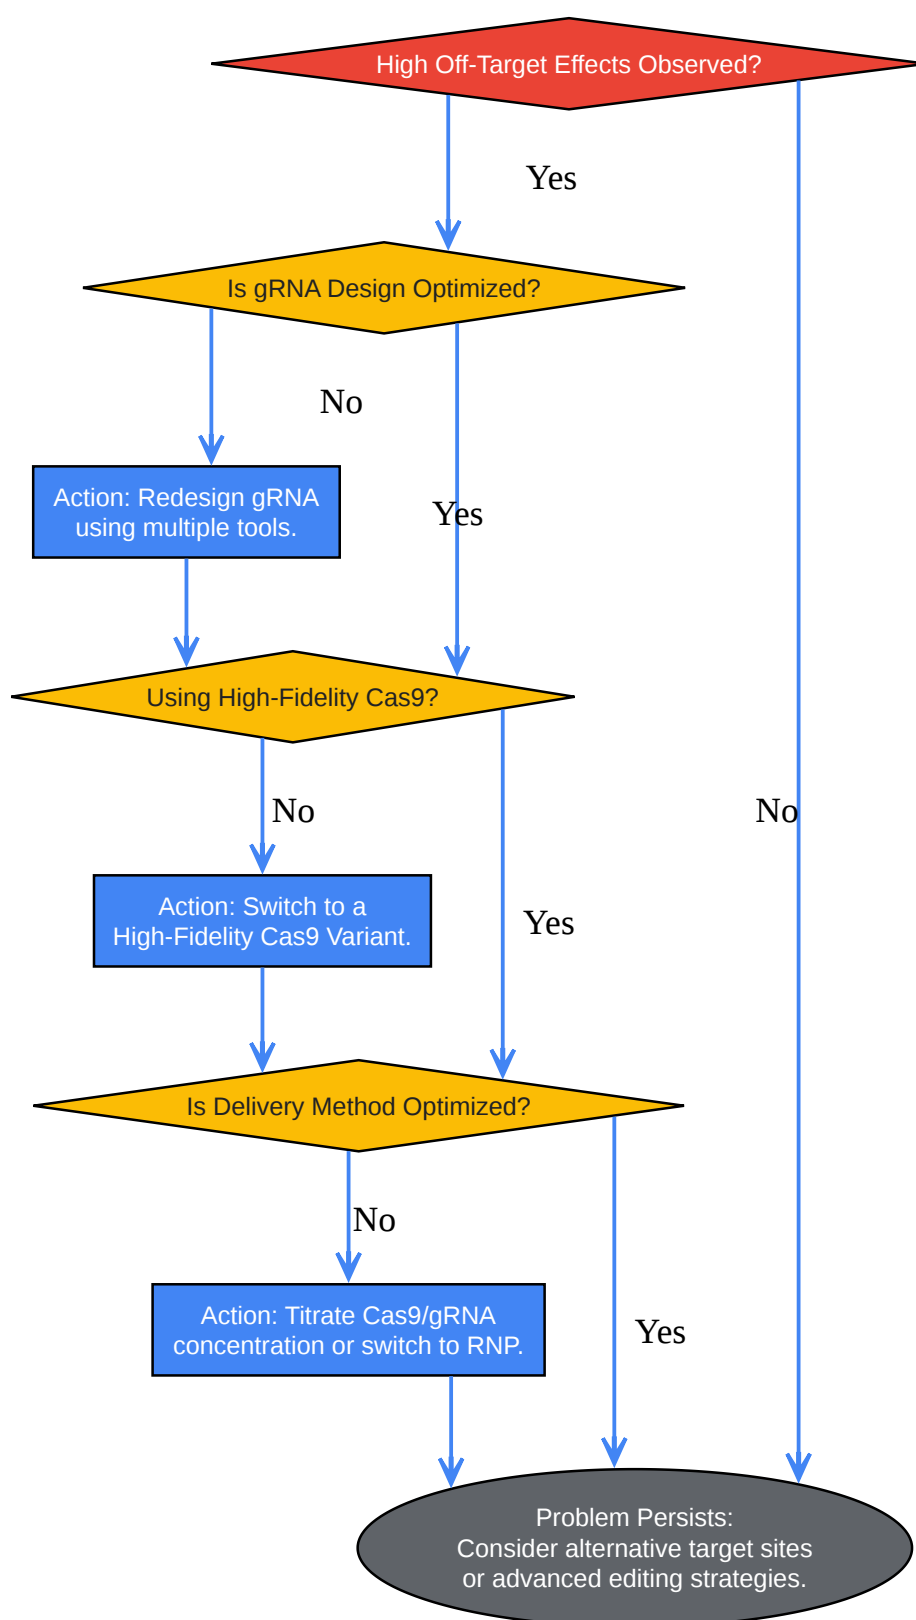 High Off-Target Effects Observed?
Yes
Is gRNA Design Optimized?
No
Action: Redesign gRNA
using multiple tools.
Yes
Using High-Fidelity Cas9?
No
No
Action: Switch to a
High-Fidelity Cas9 Variant.
Yes
Is Delivery Method Optimized?
No
Action: Titrate Cas9/gRNA
concentration or switch to RNP.
Yes
Problem Persists:
Consider alternative target sites
or advanced editing strategies.